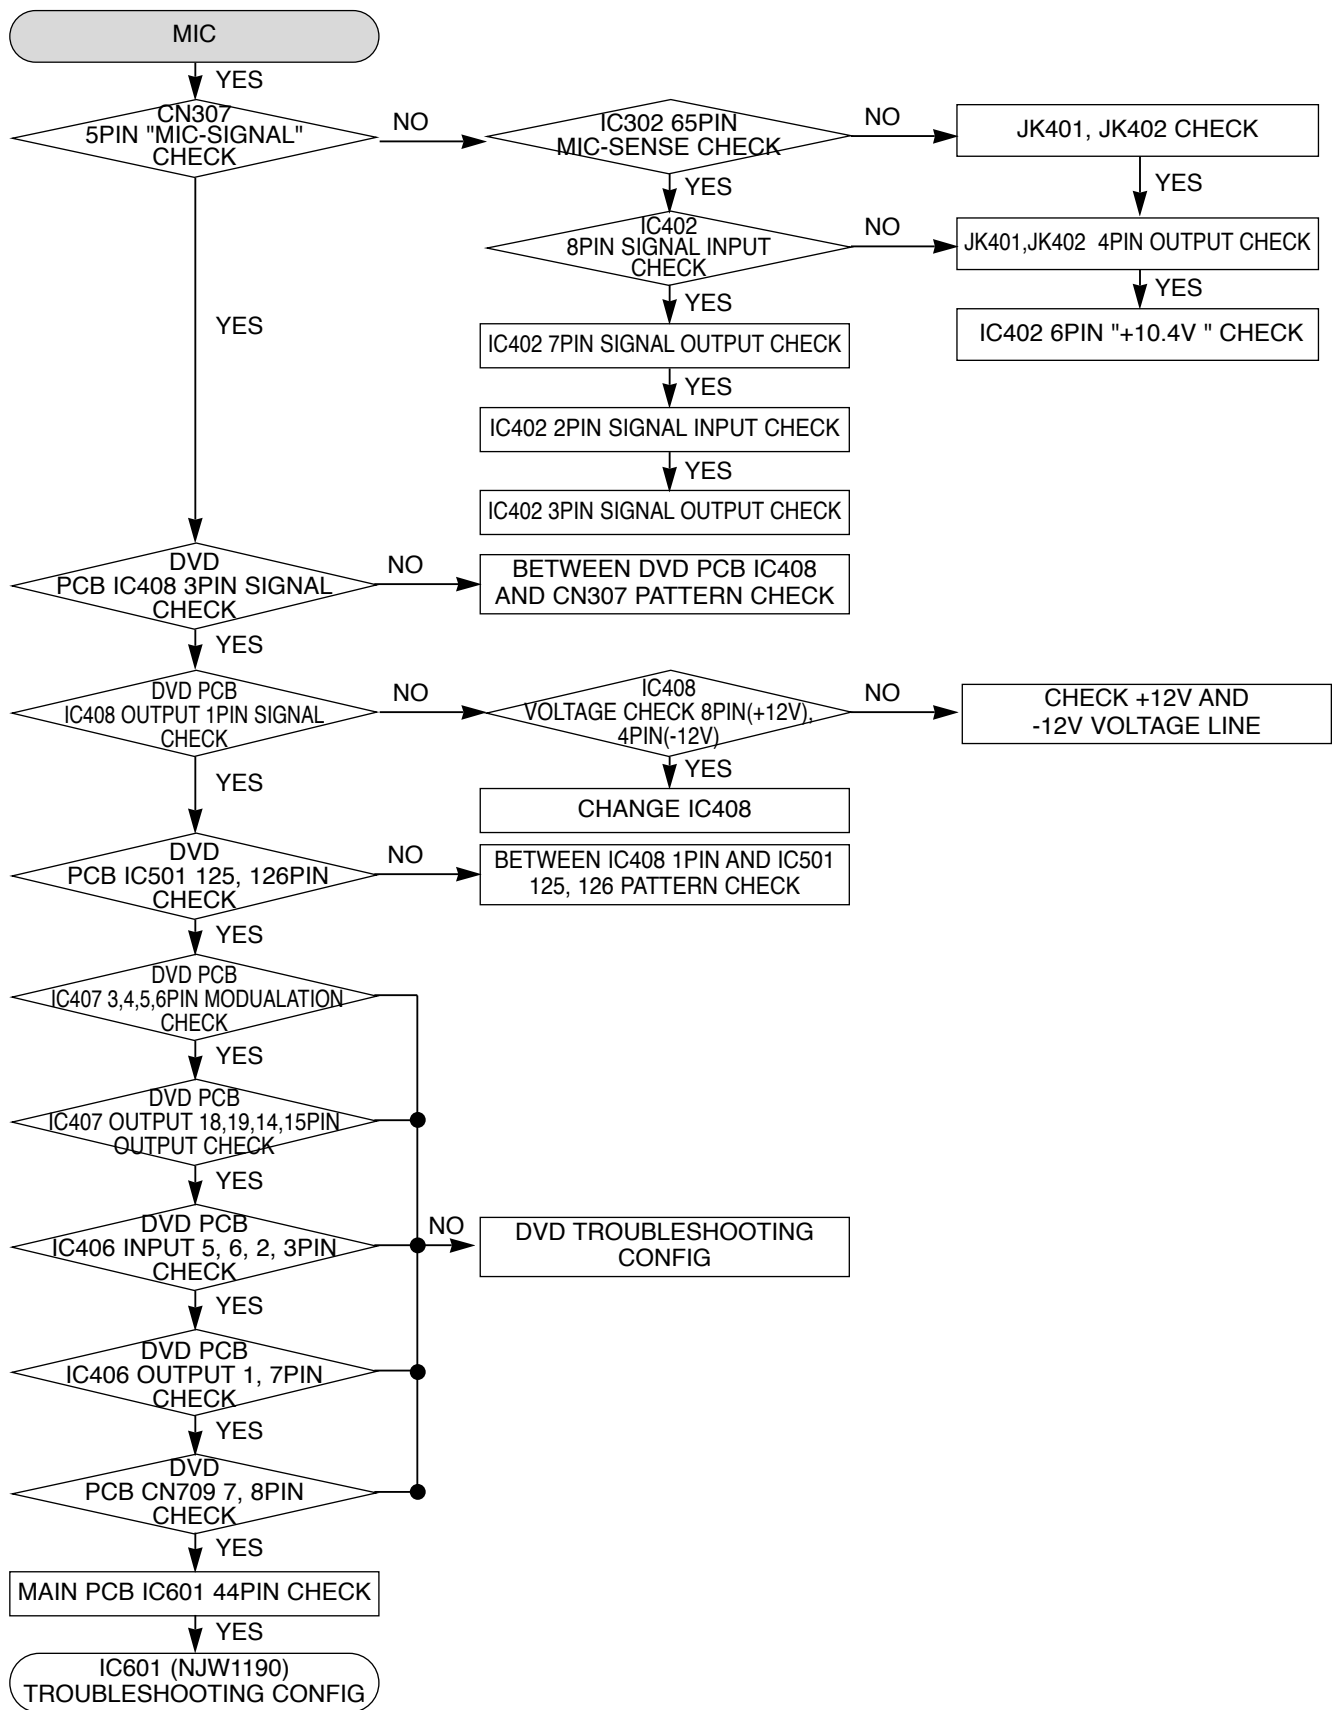 MIC
YES
CN307
5PIN "MIC-SIGNAL"
CHECK
NO
IC302 65PIN
MIC-SENSE CHECK
NO
JK401, JK402 CHECK
YES
YES
IC402
8PIN SIGNAL INPUT
CHECK
NO
JK401,JK402 4PIN OUTPUT CHECK
YES
YES
IC402 6PIN "+10.4V " CHECK
YES
IC402 7PIN SIGNAL OUTPUT CHECK
YES
IC402 2PIN SIGNAL INPUT CHECK
YES
IC402 3PIN SIGNAL OUTPUT CHECK
DVD
PCB IC408 3PIN SIGNAL
CHECK
NO
BETWEEN DVD PCB IC408
AND CN307 PATTERN CHECK
YES
DVD PCB
IC408 OUTPUT 1PIN SIGNAL
CHECK
NO
IC408
VOLTAGE CHECK 8PIN(+12V),
4PIN(-12V)
NO
CHECK +12V AND
-12V VOLTAGE LINE
YES
YES
CHANGE IC408
DVD
PCB IC501 125, 126PIN
CHECK
NO
BETWEEN IC408 1PIN AND IC501
125, 126 PATTERN CHECK
YES
DVD PCB
IC407 3,4,5,6PIN MODUALATION
CHECK
YES
DVD PCB
IC407 OUTPUT 18,19,14,15PIN
OUTPUT CHECK
YES
DVD PCB
IC406 INPUT 5, 6, 2, 3PIN
CHECK
NO
DVD TROUBLESHOOTING
CONFIG
YES
DVD PCB
IC406 OUTPUT 1, 7PIN
CHECK
YES
DVD
PCB CN709 7, 8PIN
CHECK
YES
MAIN PCB IC601 44PIN CHECK
YES
IC601 (NJW1190)
TROUBLESHOOTING CONFIG